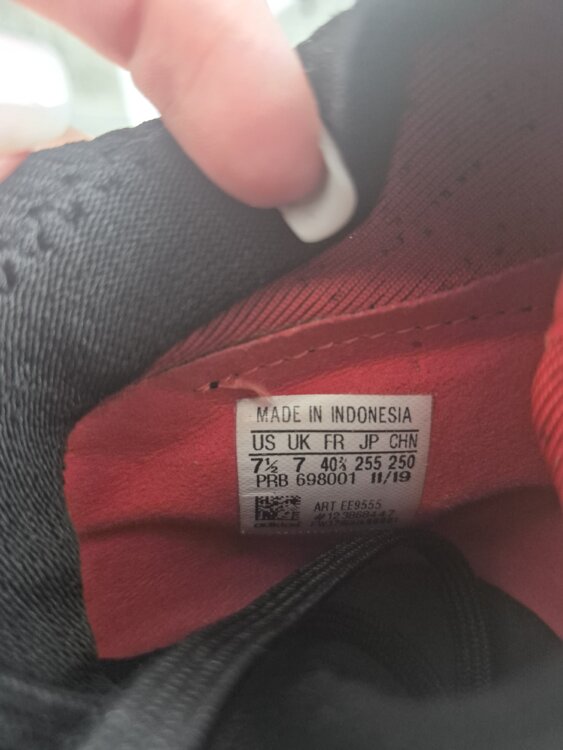 MADE IN INDONESIA
US UK FR JP CHN
7½ 7 40⅔ 255 250
PRB 698001 11/19
ART EE9555